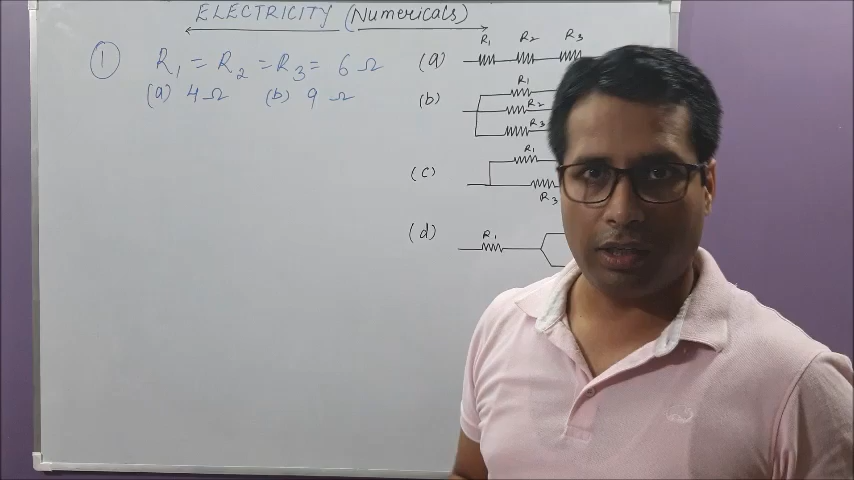 ELECTRICITY (Numericals)
① R₁ = R₂ = R₃ = 6 Ω
(a) 4 Ω (b) 9 Ω
(a) R₁ R₂ R₃
(b) R₁
R₂
R₃
(c) R₁
R₃
(d) R₁